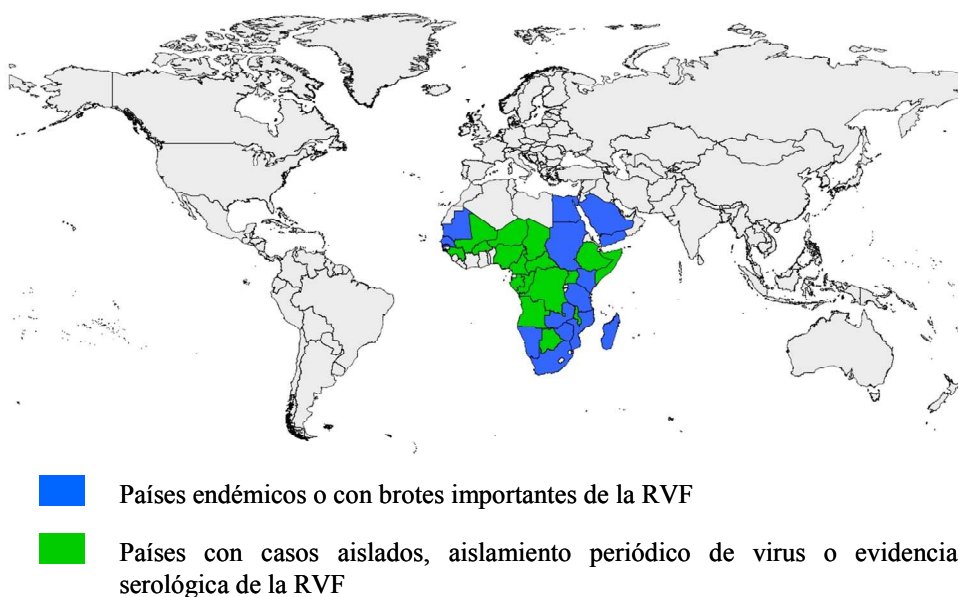 Países endémicos o con brotes importantes de la RVF
Países con casos aislados, aislamiento periódico de virus o evidencia
serológica de la RVF